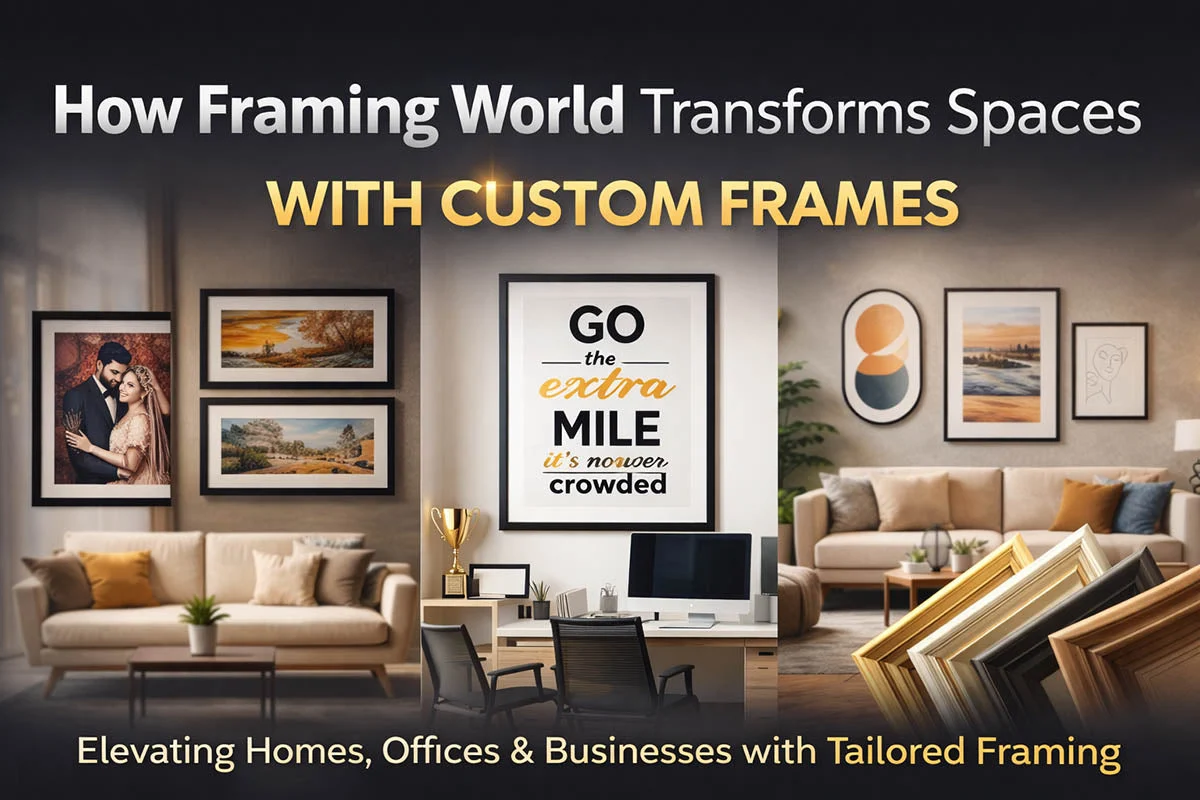 How Framing World Transforms Spaces
WITH CUSTOM FRAMES
GO
the
extra
MILE
it's nouver
crowded
Elevating Homes, Offices & Businesses with Tailored Framing